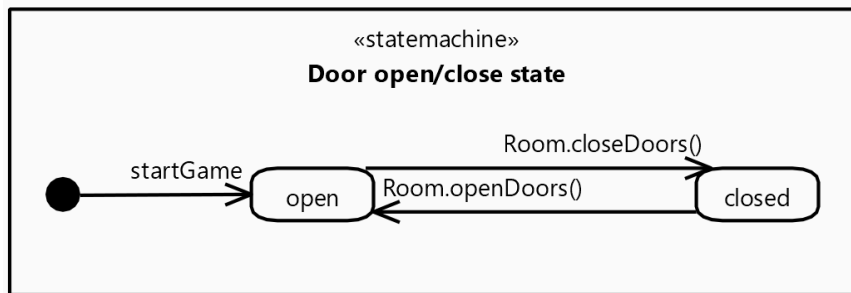 «statemachine»
Door open/close state
Room.closeDoors()
startGame
Room.openDoors()
open
closed